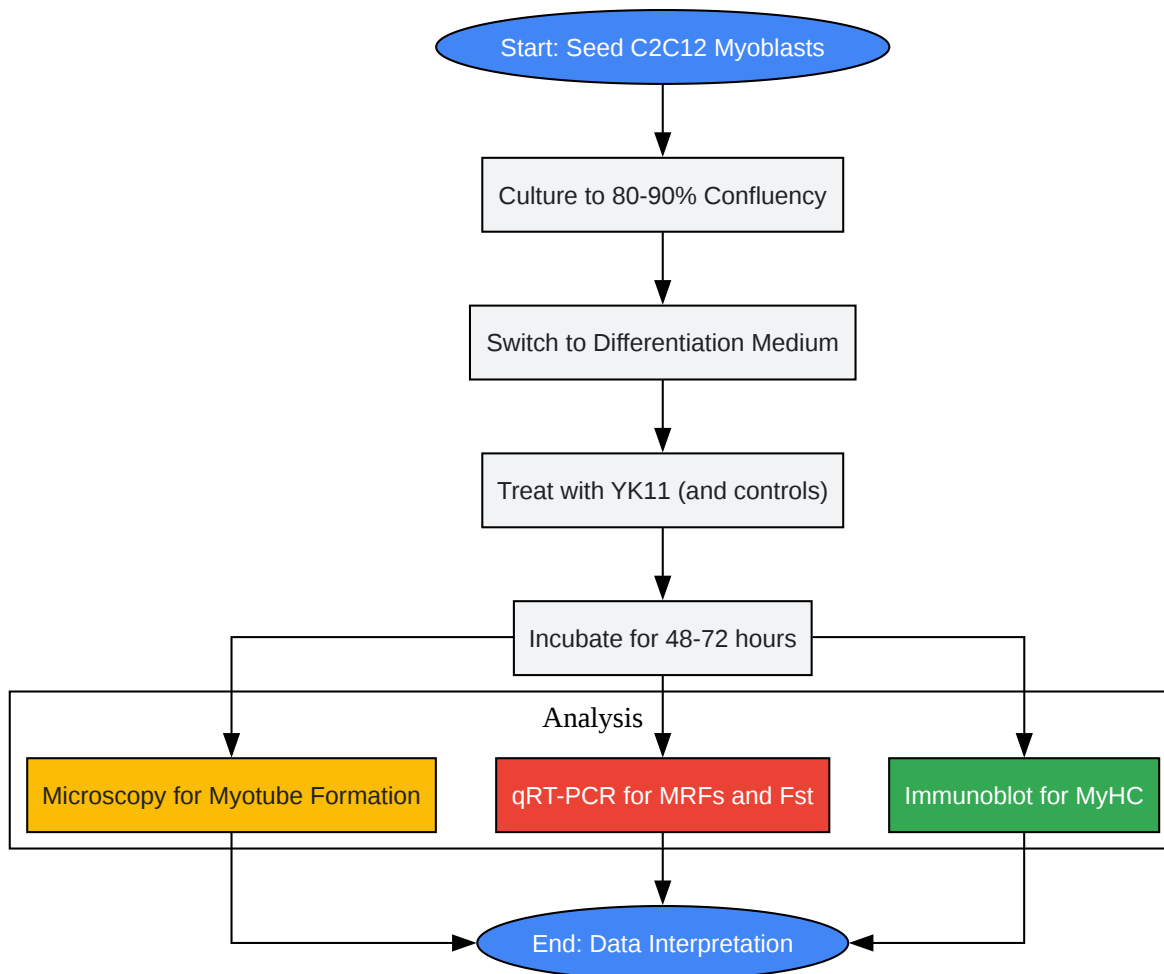 Start: Seed C2C12 Myoblasts
Culture to 80-90% Confluency
Switch to Differentiation Medium
Treat with YK11 (and controls)
Incubate for 48-72 hours
Analysis
Microscopy for Myotube Formation
qRT-PCR for MRFs and Fst
Immunoblot for MyHC
End: Data Interpretation